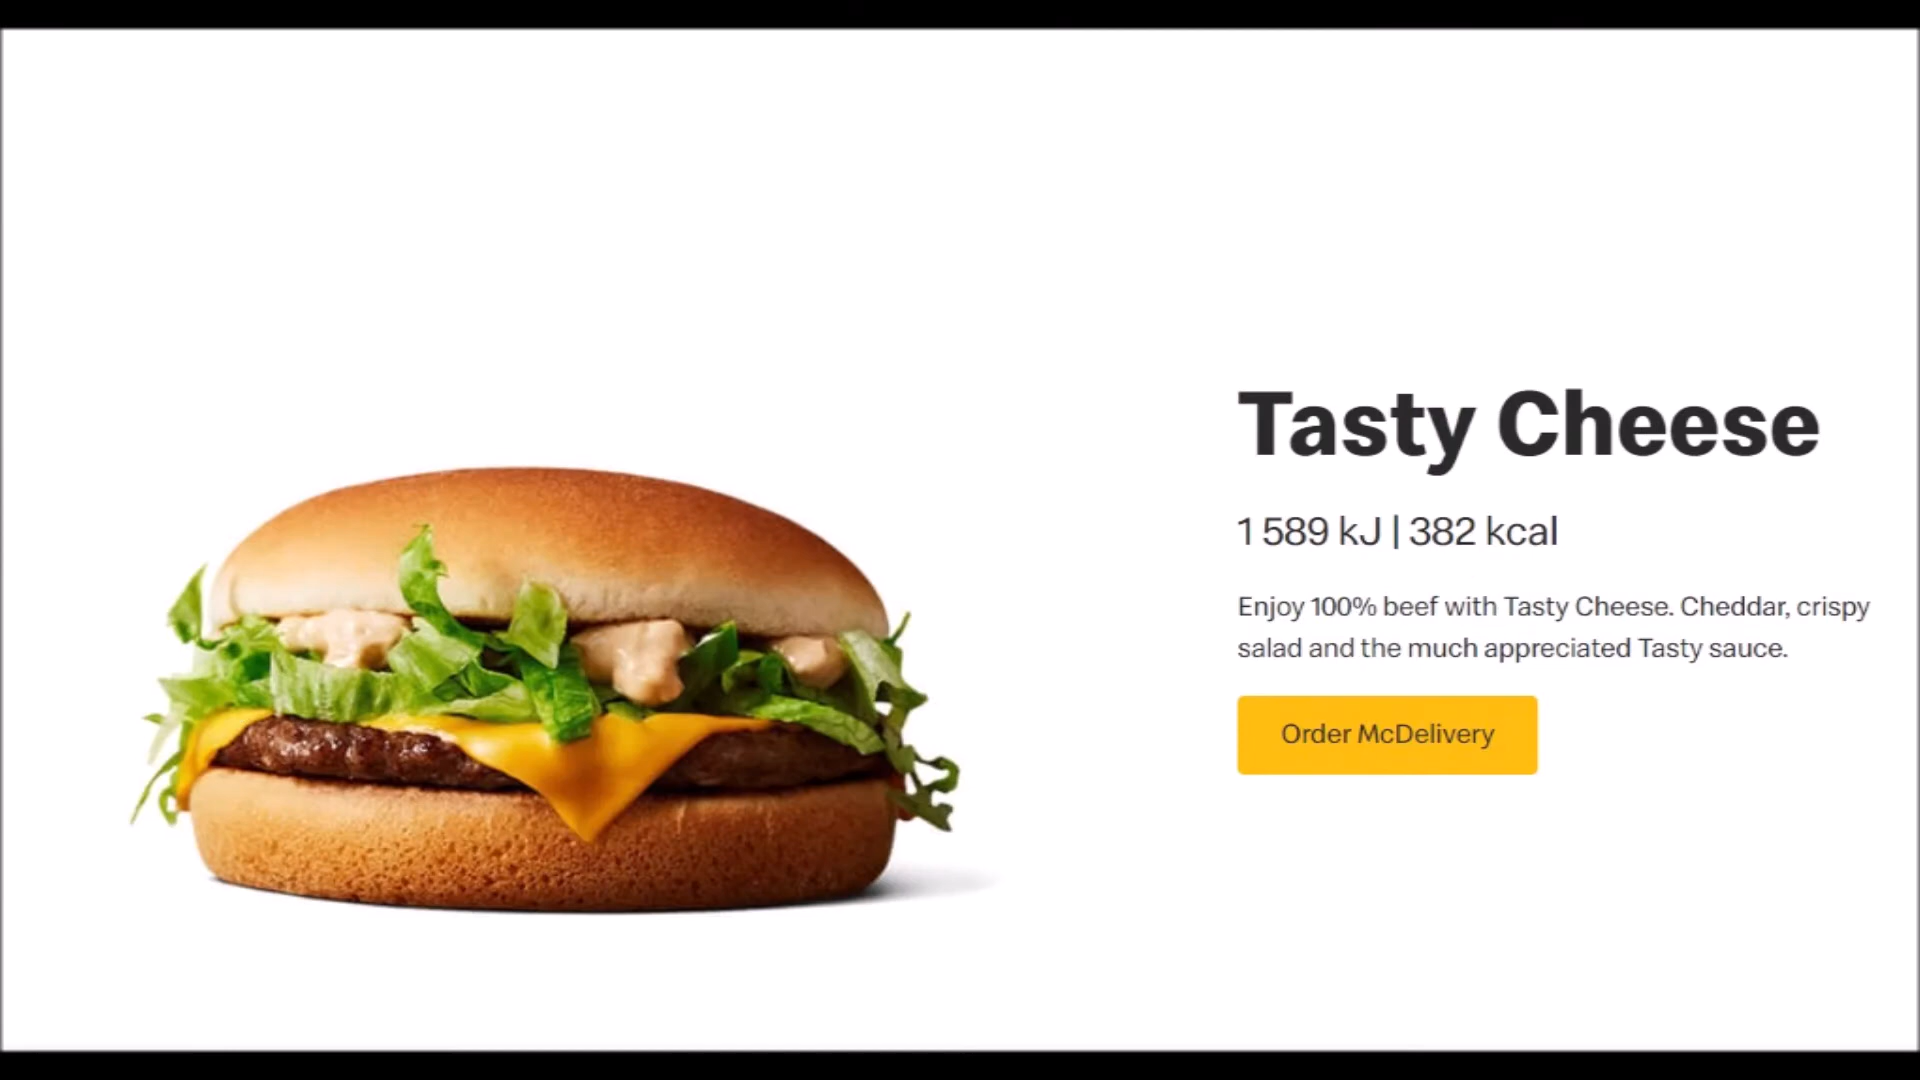 Tasty Cheese
1 589 kJ | 382 kcal
Enjoy 100% beef with Tasty Cheese. Cheddar, crispy
salad and the much appreciated Tasty sauce.
Order McDelivery